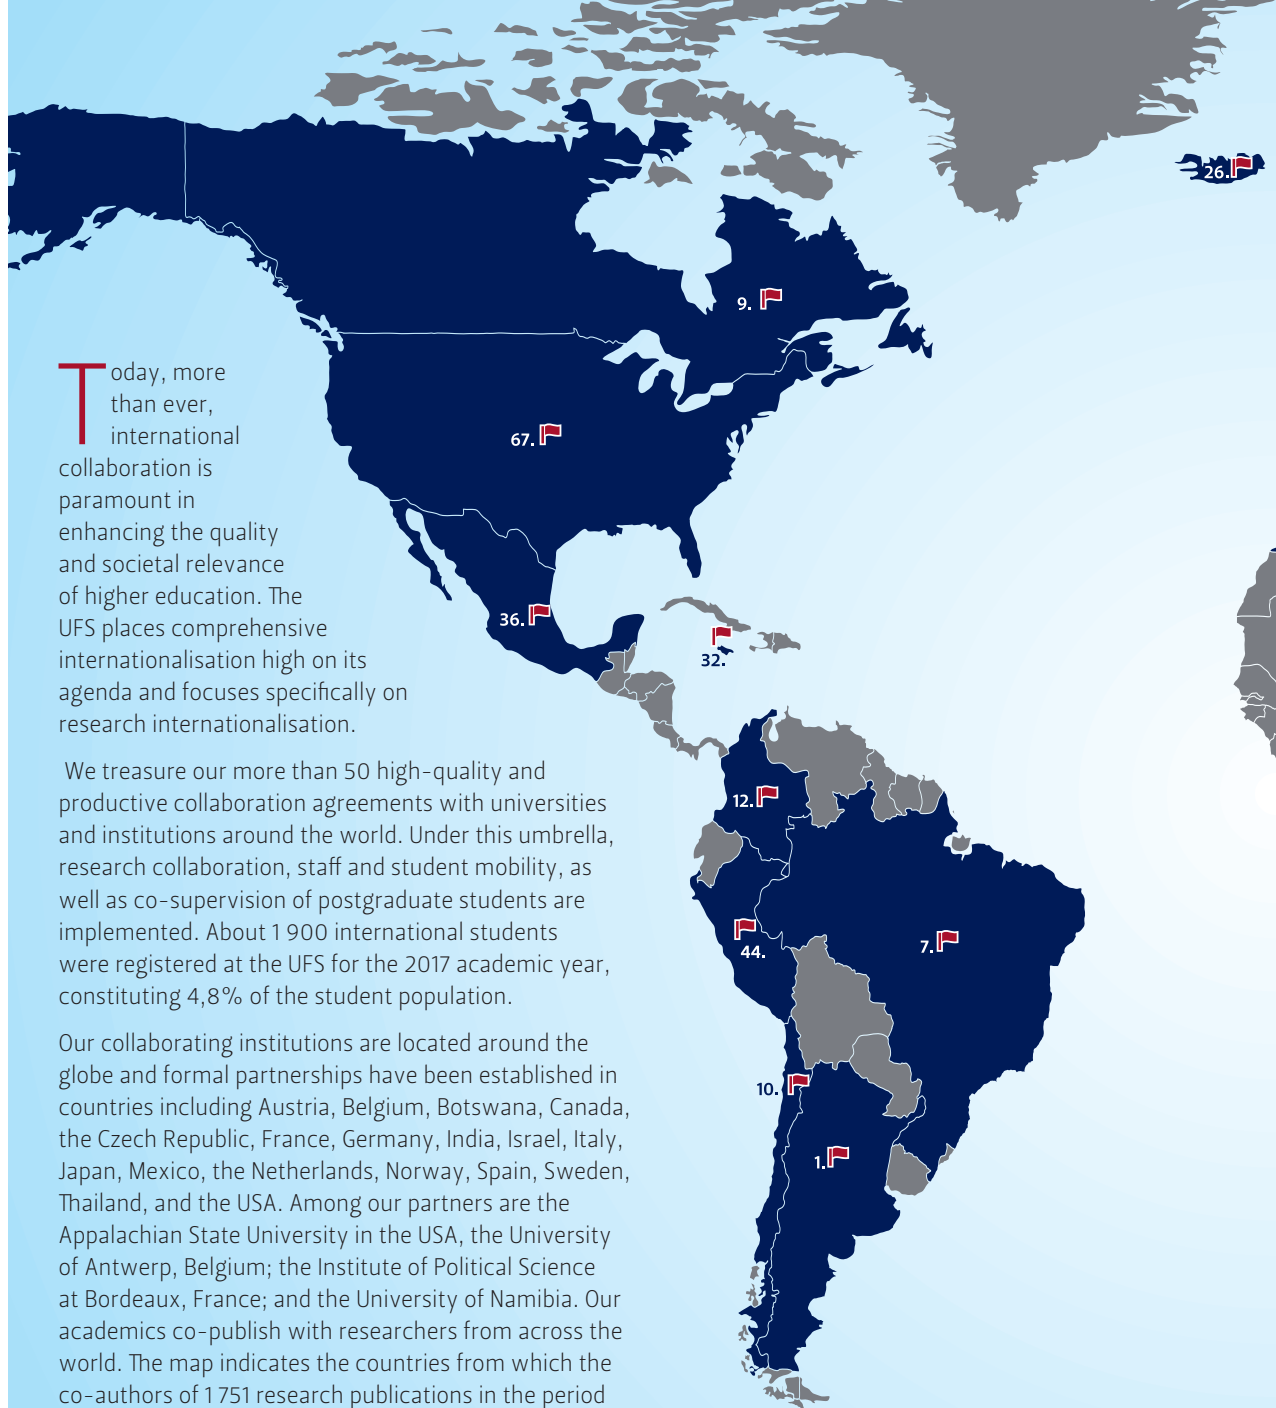 Today, more
than ever,
international
collaboration is
paramount in
enhancing the quality
and societal relevance
of higher education. The
UFS places comprehensive
internationalisation high on its
agenda and focuses specifically on
research internationalisation.
We treasure our more than 50 high-quality and
productive collaboration agreements with universities
and institutions around the world. Under this umbrella,
research collaboration, staff and student mobility, as
well as co-supervision of postgraduate students are
implemented. About 1 900 international students
were registered at the UFS for the 2017 academic year,
constituting 4,8% of the student population.
Our collaborating institutions are located around the
globe and formal partnerships have been established in
countries including Austria, Belgium, Botswana, Canada,
the Czech Republic, France, Germany, India, Israel, Italy,
Japan, Mexico, the Netherlands, Norway, Spain, Sweden,
Thailand, and the USA. Among our partners are the
Appalachian State University in the USA, the University
of Antwerp, Belgium; the Institute of Political Science
at Bordeaux, France; and the University of Namibia. Our
academics co-publish with researchers from across the
world. The map indicates the countries from which the
co-authors of 1 751 research publications in the period
26.
9.
67.
36.
32.
12.
44.
7.
10.
1.